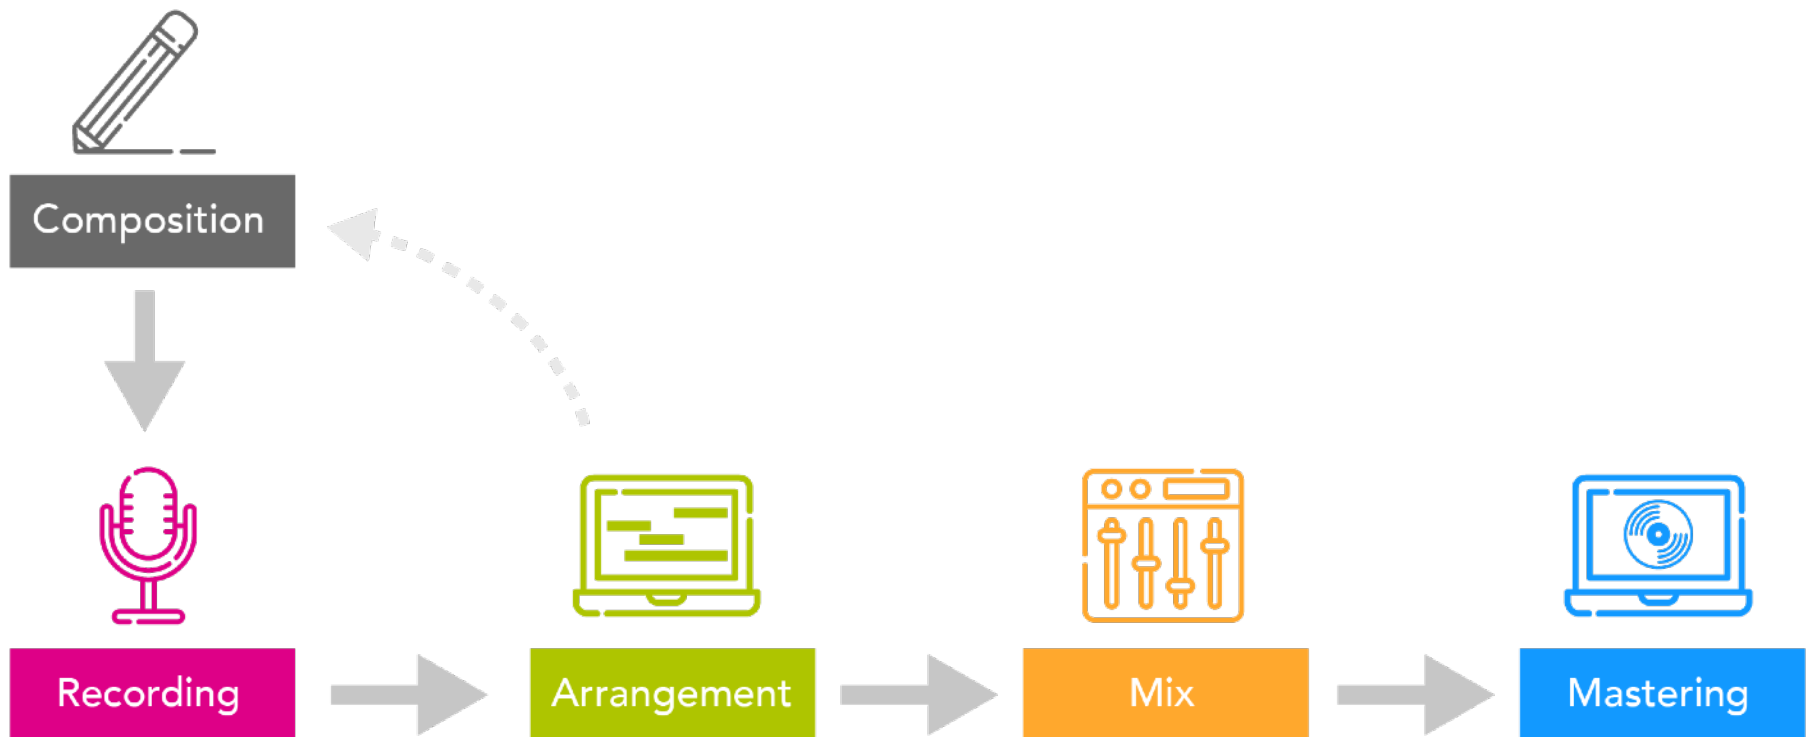 Composition
Recording
Arrangement
Mix
Mastering